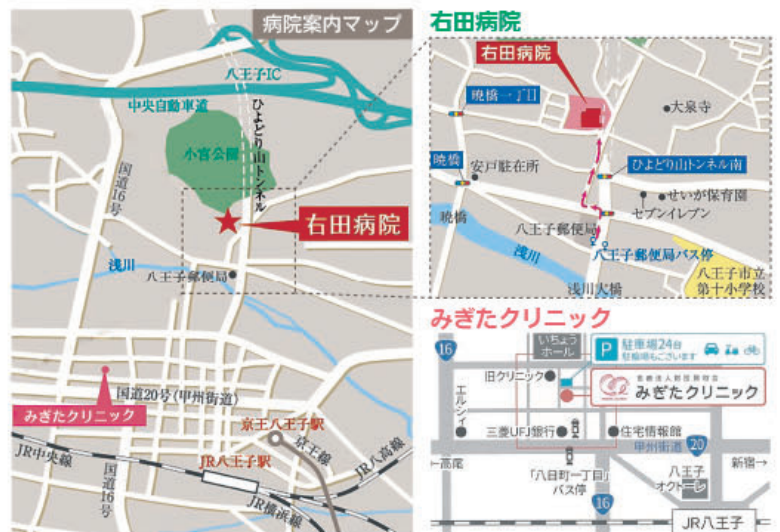 病院案内マップ
八王子IC
中央自動車道
ひよどり山トンネル
小宮公園
国道16号
右田病院
浅川
八王子郵便局
国道20号(甲州街道)
みぎたクリニック
京王八王子駅
京王線
JR中央線
JR八王子駅
JR八高線
国道16号
JR横浜線
右田病院
右田病院
暁橋一丁目
大泉寺
暁橋
安戸駐在所
ひよどり山トンネル南
せいが保育園
セブンイレブン
暁橋
八王子郵便局
八王子郵便局バス停
浅川
八王子市立
第十小学校
浅川大橋
みぎたクリニック
16
いちょう
ホール
P 駐車場24台
駐輪場もございます
旧クリニック
みぎたクリニック
エルシィ
三菱UFJ銀行
住宅情報館
甲州街道
20
←高尾
新宿→
「八日町一丁目」
バス停
八王子
オクトーレ
16
JR八王子